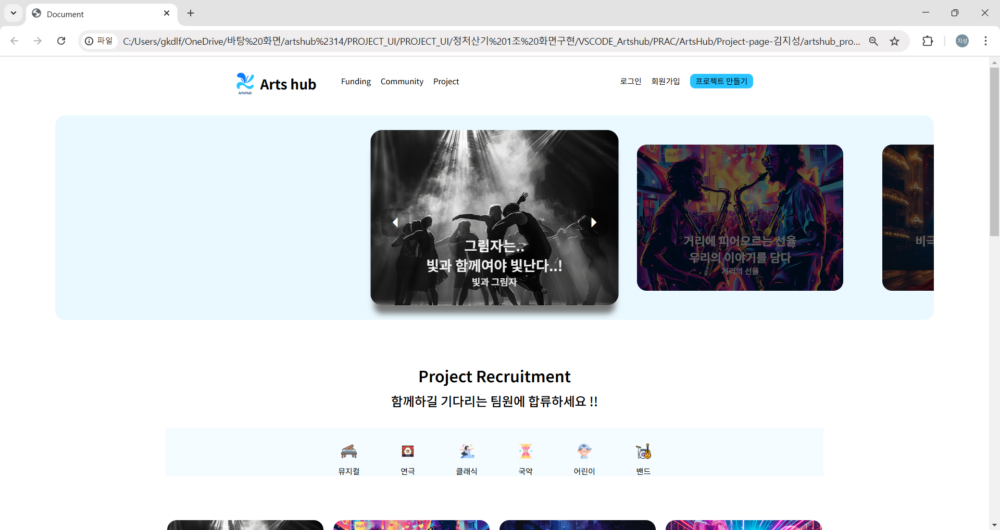 Document
파일
C:/Users/gkdlf/OneDrive/바탕%20화면/artshub%2314/PROJECT_UI/PROJECT_UI/정처산기%201조%20화면구현/VSCODE_Artshub/PRAC/ArtsHub/Project-page-김지성/artshub_pro...
지성
ArtsHub
Arts hub
Funding
Community
Project
로그인
회원가입
프로젝트 만들기
그림자는..
빛과 함께여야 빛난다..!
빛과 그림자
거리에 피어오르는 선율
우리의 이야기를 담다
거리의 선율
비극
Project Recruitment
함께하길 기다리는 팀원에 합류하세요 !!
뮤지컬
연극
클래식
국악
어린이
밴드